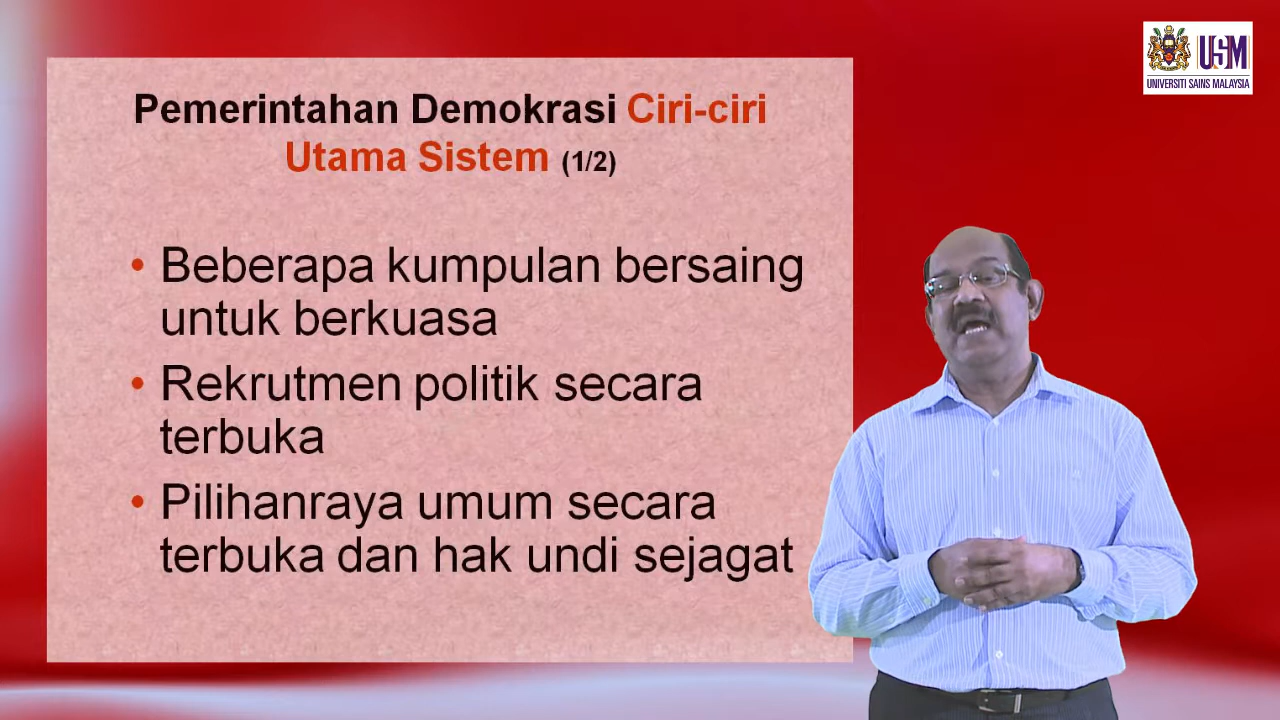 Pemerintahan Demokrasi Ciri-ciri
Utama Sistem (1/2)
• Beberapa kumpulan bersaing
untuk berkuasa
• Rekrutmen politik secara
terbuka
• Pilihanraya umum secara
terbuka dan hak undi sejagat
USM
UNIVERSITI SAINS MALAYSIA